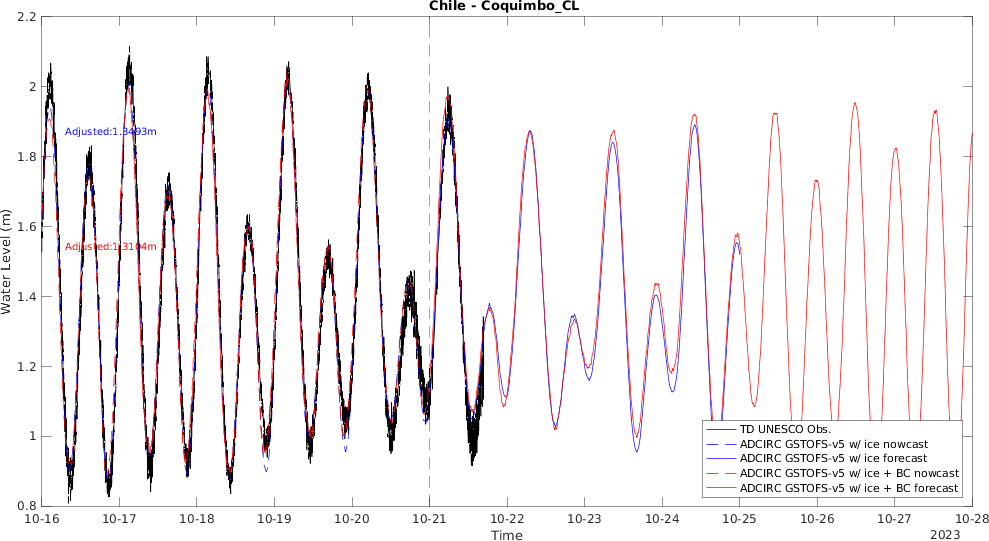 Chile - Coquimbo_CL
2.2
2
1.8
1.6
1.4
1.2
1
0.8
Water Level (m)
Adjusted:1.3493m
Adjusted:1.3104m
TD UNESCO Obs.
ADCIRC GSTOFS-v5 w/ ice nowcast
ADCIRC GSTOFS-v5 w/ ice forecast
ADCIRC GSTOFS-v5 w/ ice + BC nowcast
ADCIRC GSTOFS-v5 w/ ice + BC forecast
10-16 10-17 10-18 10-19 10-20 10-21 10-22 10-23 10-24 10-25 10-26 10-27 10-28
Time
2023